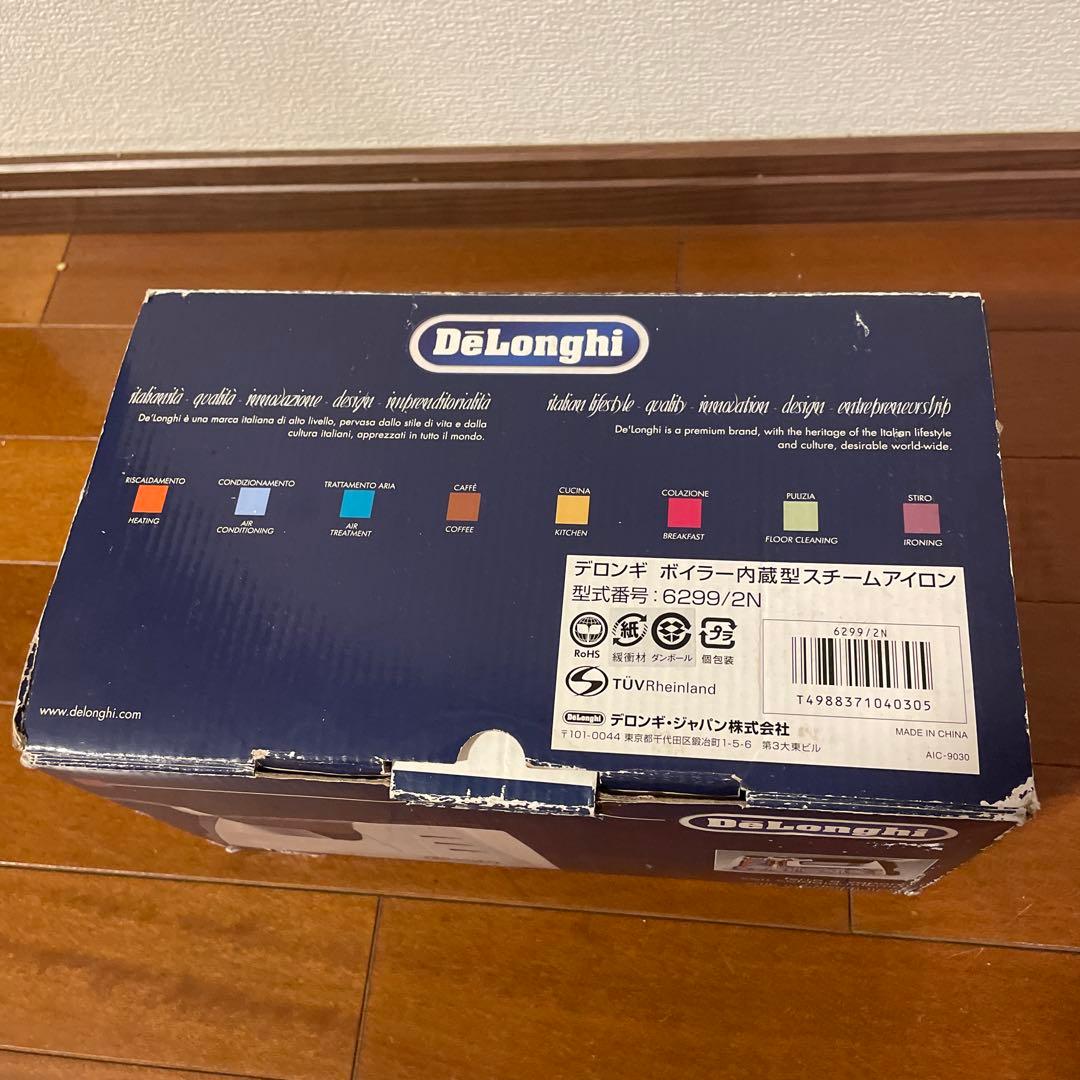 DēLonghi
italianità - qualità - innovazione - design - imprenditorialità
De'Longhi è una marca italiana di alto livello, pervasa dallo stile di vita e dalla
cultura italiani, apprezzati in tutto il mondo.
italian lifestyle - quality - innovation - design - entrepreneurship
De'Longhi is a premium brand, with the heritage of the Italian lifestyle
and culture, desirable world-wide.
RISCALDAMENTO
HEATING
CONDIZIONAMENTO
AIR
CONDITIONING
TRATTAMENTO ARIA
AIR
TREATMENT
CAFFÈ
COFFEE
CUCINA
KITCHEN
COLAZIONE
BREAKFAST
PULIZIA
FLOOR CLEANING
STIRO
IRONING
デロンギ ボイラー内蔵型スチームアイロン
型式番号:6299/2N
RoHS
紙
緩衝材
ダンボール
プラ
個包装
TÜVRheinland
6299/2N
T4988371040305
DēLonghi デロンギ・ジャパン株式会社
〒101-0044 東京都千代田区鍛冶町1-5-6 第3大東ビル
MADE IN CHINA
AIC-9030
www.delonghi.com
DēLonghi